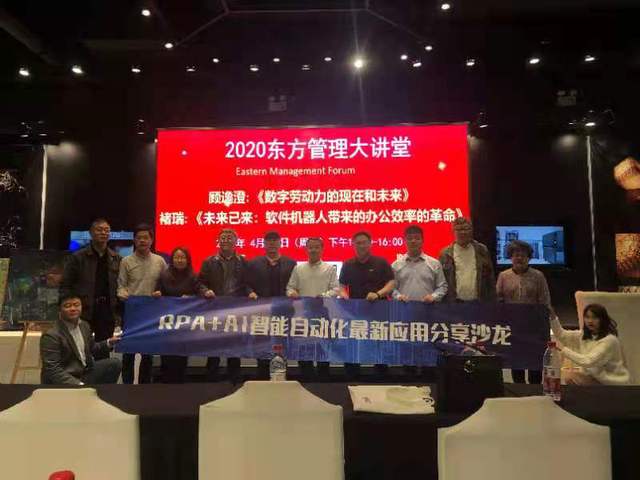 2020东方管理大讲堂
Eastern Management Forum
顾逸澄:《数字劳动力的现在和未来》
褚瑞:《未来已来: 软件机器人带来的办公效率的革命》
年 4月 日 (周 下午 -16:00
RPA+AI智能自动化最新应用分享沙龙